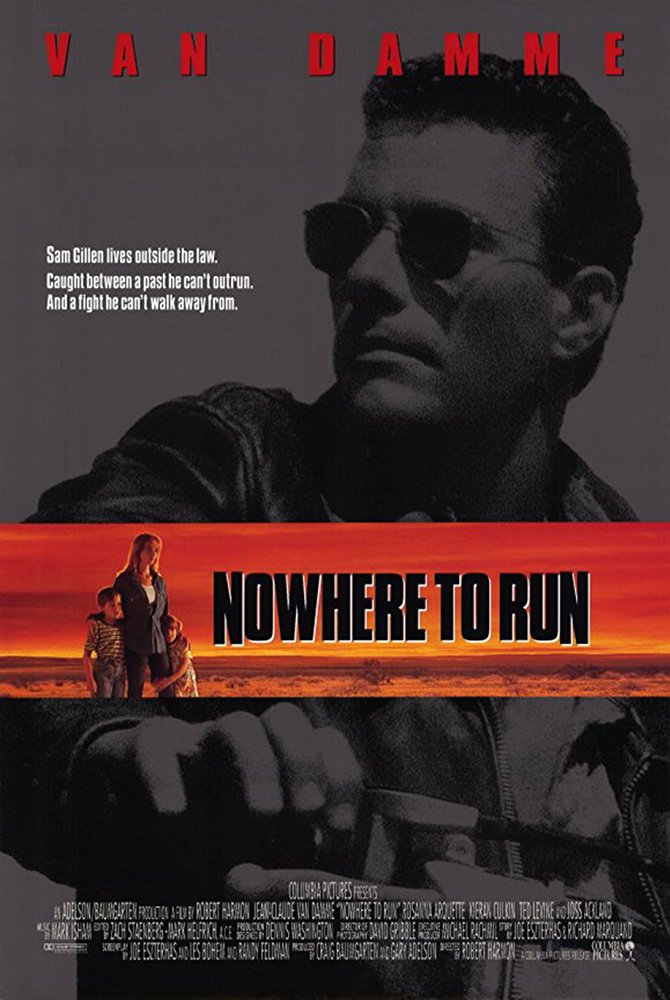 VAN DAMME
Sam Gillen lives outside the law.
Caught between a past he can't outrun.
And a fight he can't walk away from.
NOWHERE TO RUN
COLUMBIA PICTURES PRESENTS
AN ADELSON/BAUMGARTEN PRODUCTION A FILM BY ROBERT HARMON JEAN-CLAUDE VAN DAMME "NOWHERE TO RUN" ROSANNA ARQUETTE KIERAN CULKIN TED LEVINE AND JOSS ACKLAND
MUSIC BY MARK ISHAM EDITED BY ZACH STAENBERG - MARK HELFRICH, A.C.E. PRODUCTION DESIGNED BY DENNIS WASHINGTON DIRECTOR OF PHOTOGRAPHY DAVID GRIBBLE EXECUTIVE PRODUCER MICHAEL RACHMIL STORY BY JOE ESZTERHAS & RICHARD MARQUAND
SCREENPLAY BY JOE ESZTERHAS AND LES BOHEM AND RANDY FELDMAN PRODUCED BY CRAIG BAUMGARTEN AND GARY ADELSON DIRECTED BY ROBERT HARMON A COLUMBIA PICTURES RELEASE COLUMBIA PICTURES